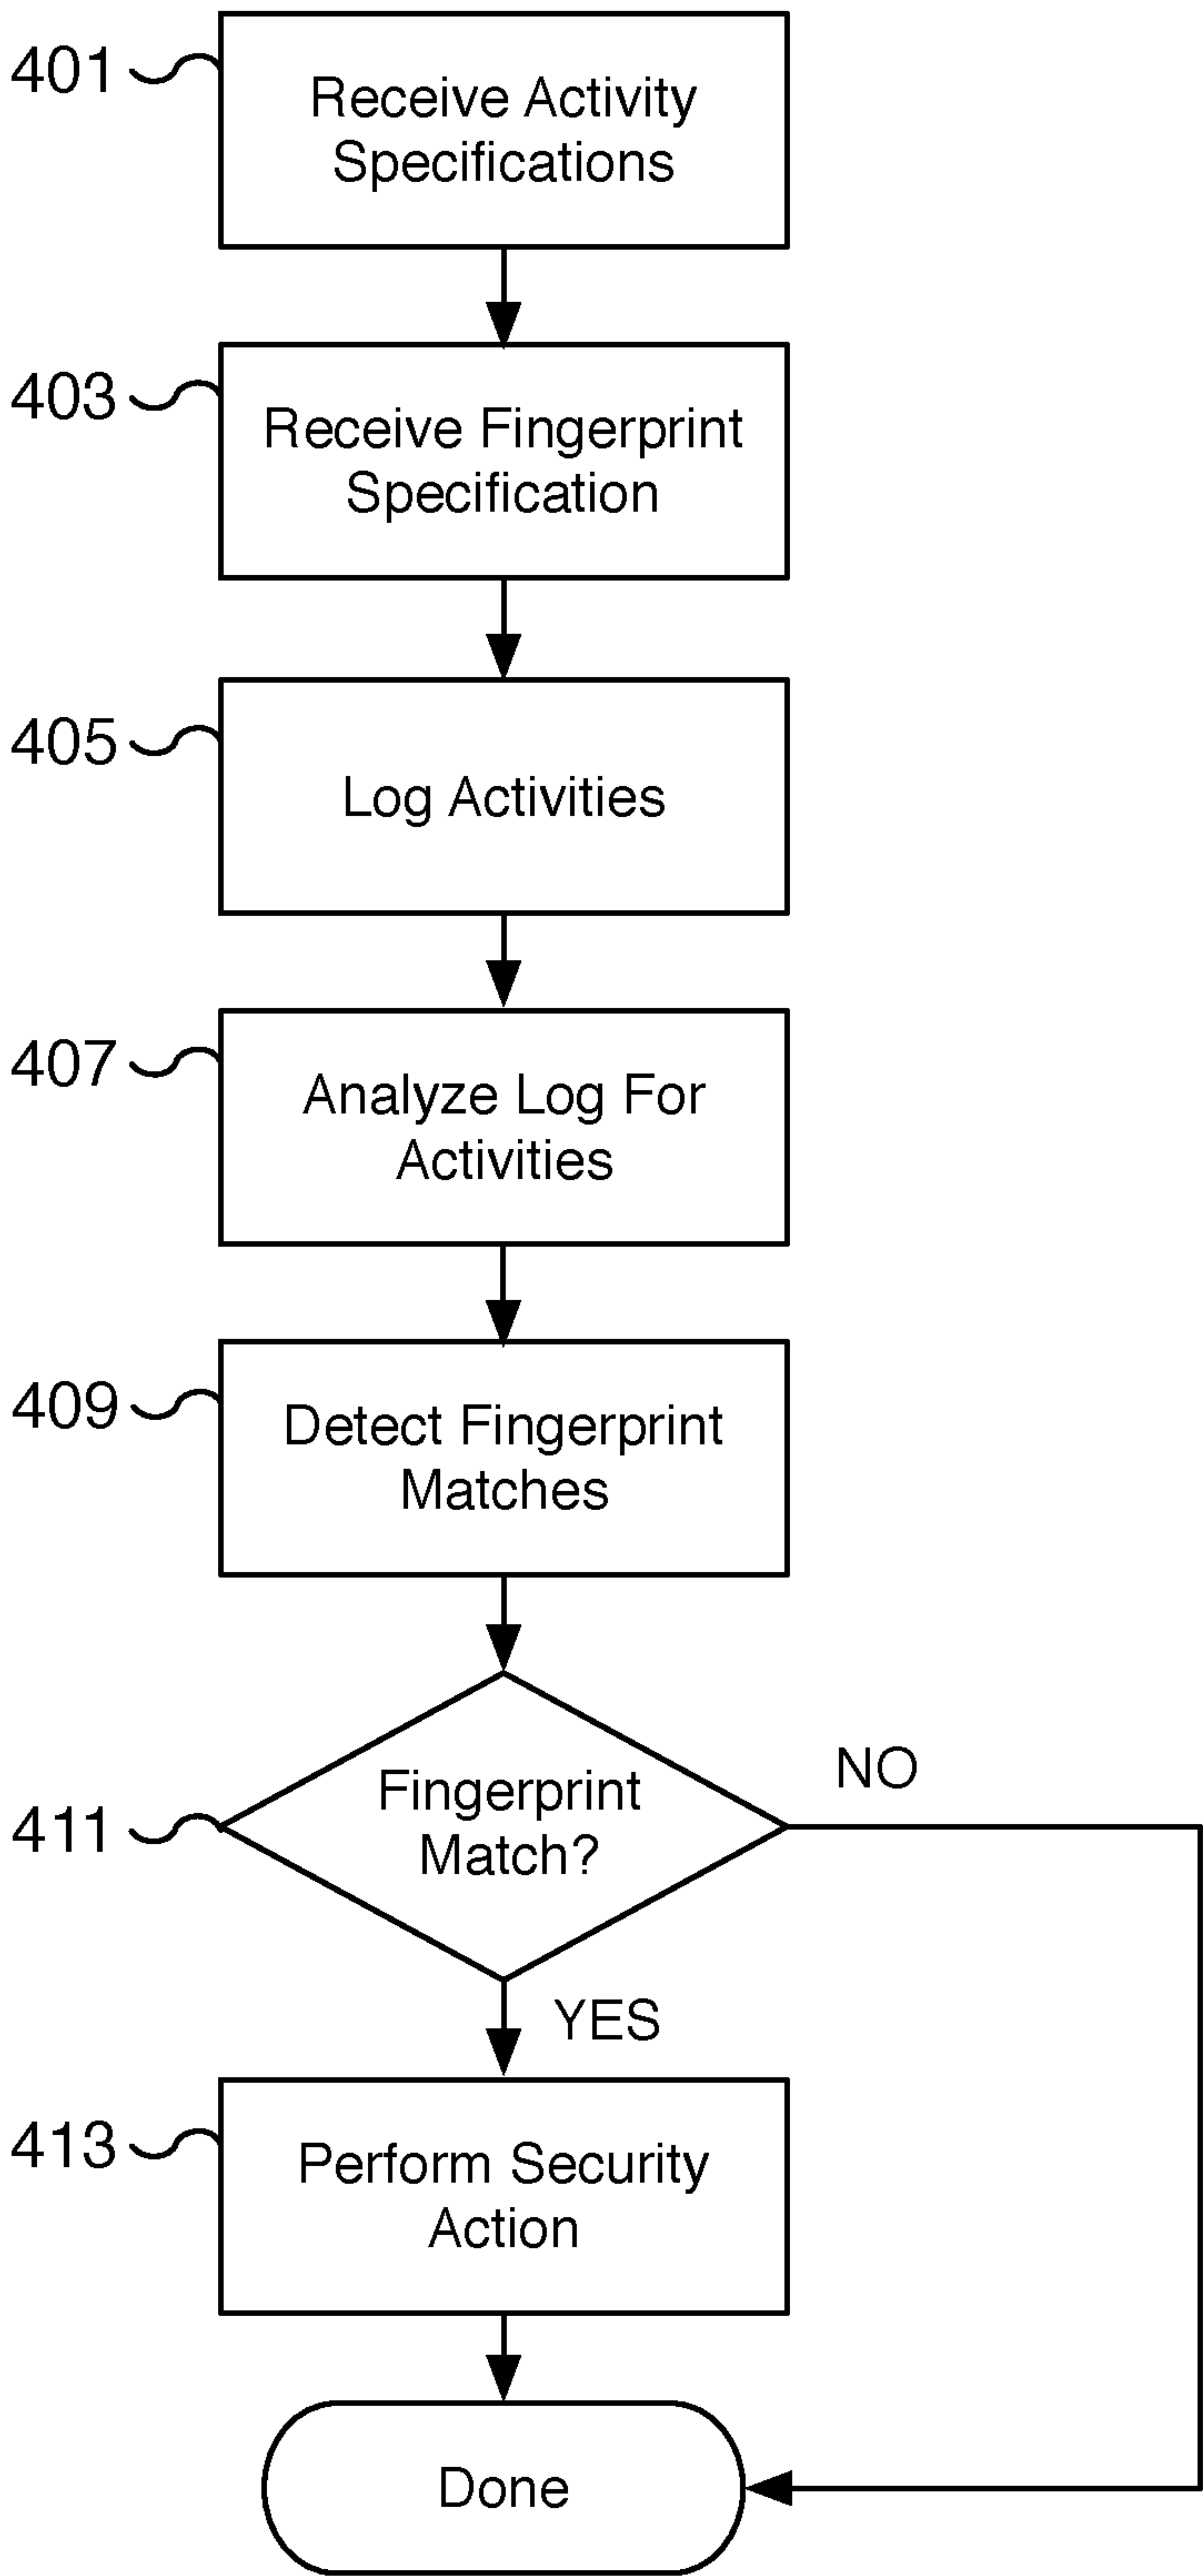 401
Receive Activity
Specifications
403
Receive Fingerprint
Specification
405
Log Activities
407
Analyze Log For
Activities
409
Detect Fingerprint
Matches
411
Fingerprint
Match?
NO
YES
413
Perform Security
Action
Done